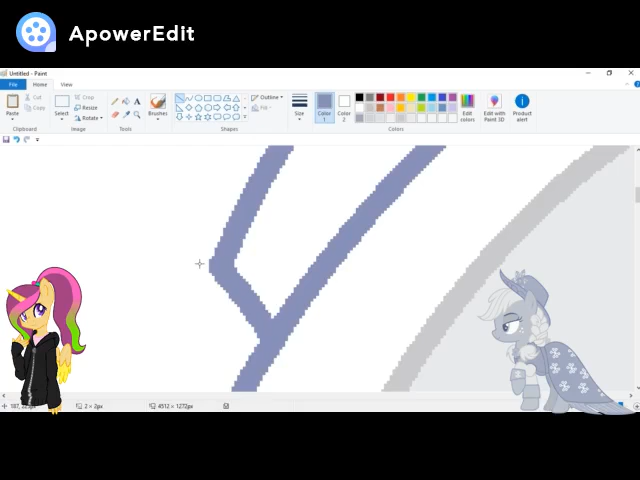 ApowerEdit
Untitled - Paint
File Home View
Paste Cut Copy Select Crop Resize Rotate Brushes Outline Fill Size Color 1 Color 2 Edit colors Edit with Paint 3D Product alert
Clipboard Image Tools Shapes Colors
2 × 2px 4512 × 1272px